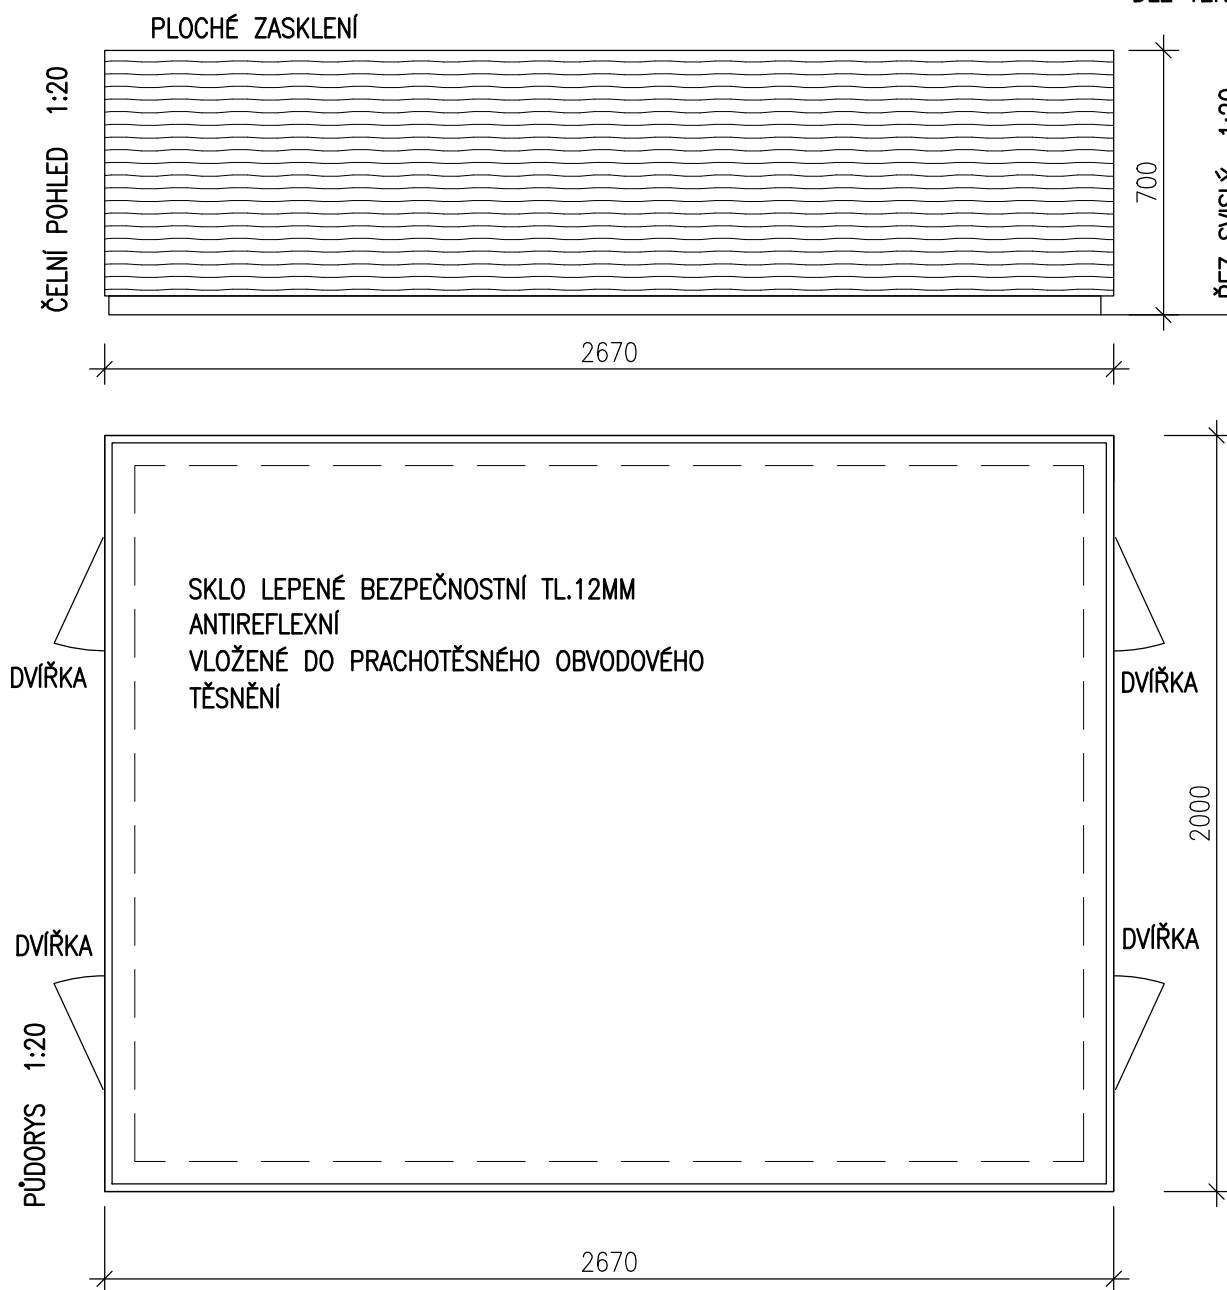 PLOCHÉ ZASKLENÍ
ČELNÍ POHLED 1:20
700
2670
SKLO LEPENÉ BEZPEČNOSTNÍ TL.12MM
ANTIREFLEXNÍ
VLOŽENÉ DO PRACHOTĚSNÉHO OBVODOVÉHO
TĚSNĚNÍ
DVÍŘKA
DVÍŘKA
2000
DVÍŘKA
DVÍŘKA
PŮDORYS 1:20
2670